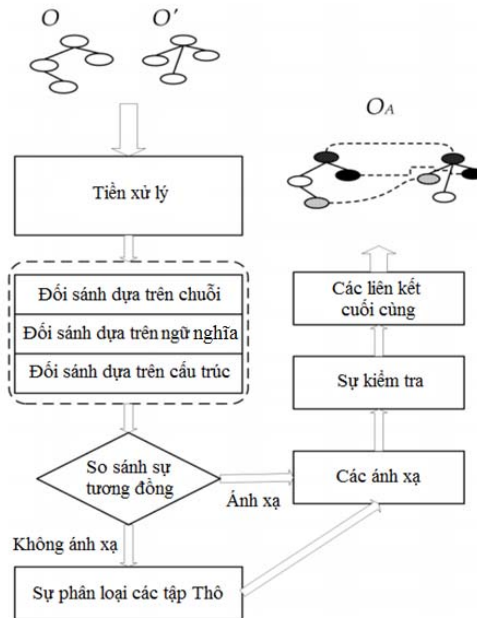 O
O'
O_A
Tiền xử lý
Đối sánh dựa trên chuỗi
Đối sánh dựa trên ngữ nghĩa
Đối sánh dựa trên cấu trúc
So sánh sự
tương đồng
Ánh xạ
Không ánh xạ
Sự phân loại các tập Thô
Các ánh xạ
Sự kiểm tra
Các liên kết
cuối cùng